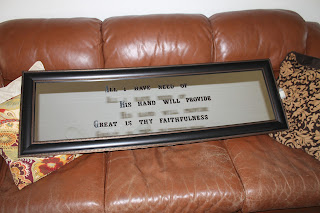 All I have need of
His hand will provide
Great is thy faithfulness